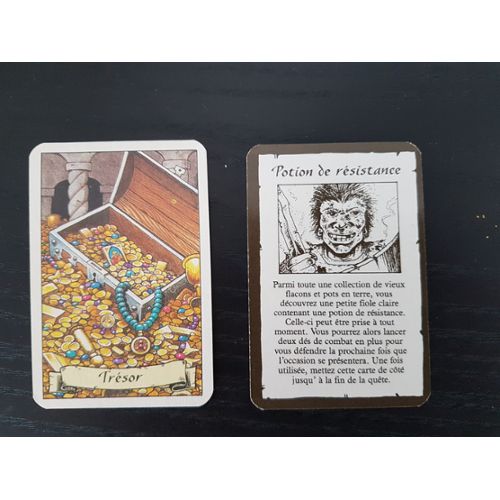 Trésor
Potion de résistance
Parmi toute une collection de vieux
flacons et pots en terre, vous
découvrez une petite fiole claire
contenant une potion de résistance.
Celle-ci peut être prise à tout
moment. Vous pourrez alors lancer
deux dés de combat en plus pour
vous défendre la prochaine fois que
l'occasion se présentera. Une fois
utilisée, mettez cette carte de côté
jusqu' à la fin de la quête.